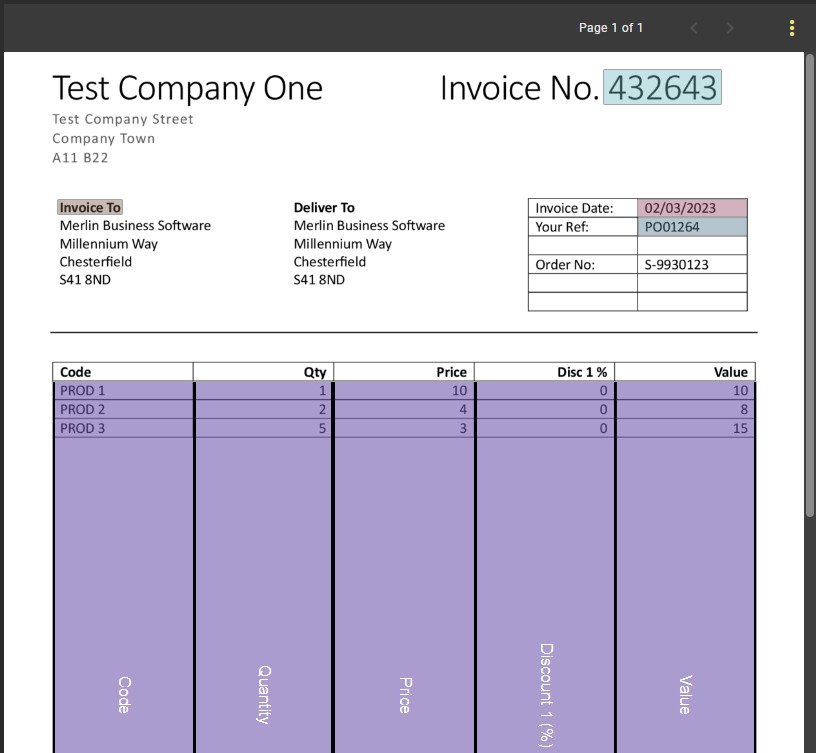 Page 1 of 1
Test Company One
Invoice No. 432643
Test Company Street
Company Town
A11 B22
Invoice To
Merlin Business Software
Millennium Way
Chesterfield
S41 8ND
Deliver To
Merlin Business Software
Millennium Way
Chesterfield
S41 8ND
Invoice Date: 02/03/2023
Your Ref: PO01264
Order No: S-9930123
Code Qty Price Disc 1 % Value
PROD 1 1 10 0 10
PROD 2 2 4 0 8
PROD 3 5 3 0 15
Code Quantity Price Discount 1 (%) Value